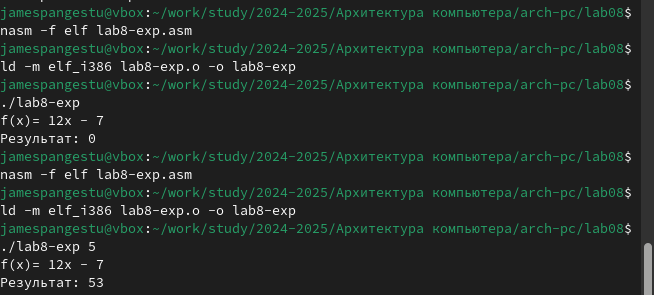 jamespangestu@vbox:~/work/study/2024-2025/Архитектура компьютера/arch-pc/lab08$
nasm -f elf lab8-exp.asm
jamespangestu@vbox:~/work/study/2024-2025/Архитектура компьютера/arch-pc/lab08$
ld -m elf_i386 lab8-exp.o -o lab8-exp
jamespangestu@vbox:~/work/study/2024-2025/Архитектура компьютера/arch-pc/lab08$
./lab8-exp
f(x)= 12x - 7
Результат: 0
jamespangestu@vbox:~/work/study/2024-2025/Архитектура компьютера/arch-pc/lab08$
nasm -f elf lab8-exp.asm
jamespangestu@vbox:~/work/study/2024-2025/Архитектура компьютера/arch-pc/lab08$
ld -m elf_i386 lab8-exp.o -o lab8-exp
jamespangestu@vbox:~/work/study/2024-2025/Архитектура компьютера/arch-pc/lab08$
./lab8-exp 5
f(x)= 12x - 7
Результат: 53